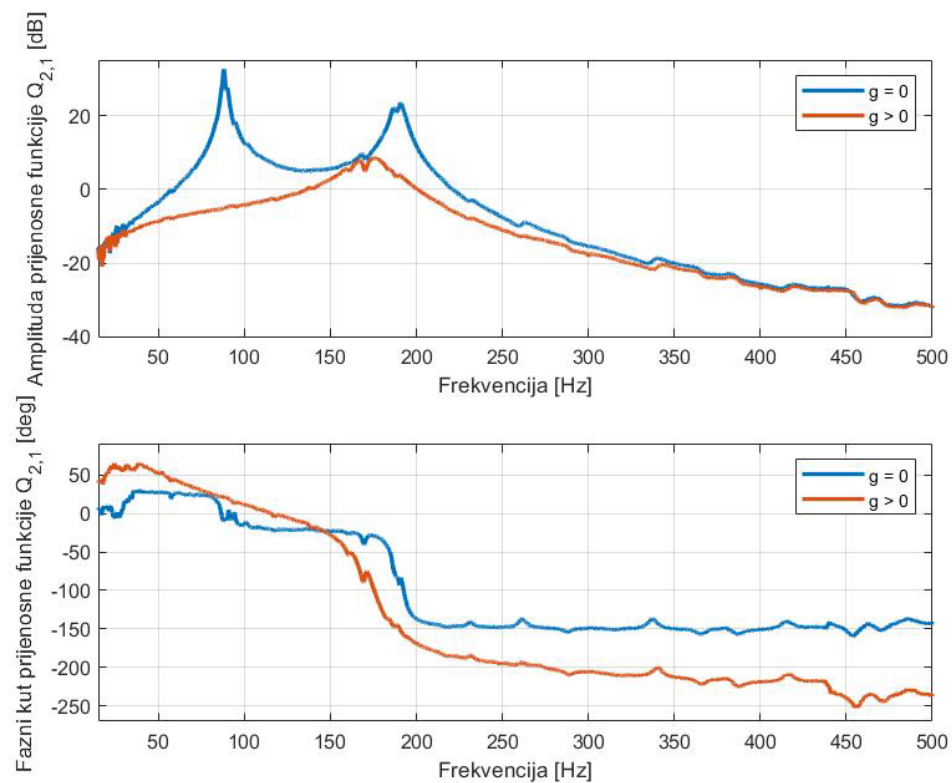 Amplituda prijenosne funkcije Q2,1 [dB]
20
0
-20
-40
g = 0
g > 0
50 100 150 200 250 300 350 400 450 500
Frekvencija [Hz]
Fazni kut prijenosne funkcije Q2,1 [deg]
50
0
-50
-100
-150
-200
-250
g = 0
g > 0
50 100 150 200 250 300 350 400 450 500
Frekvencija [Hz]